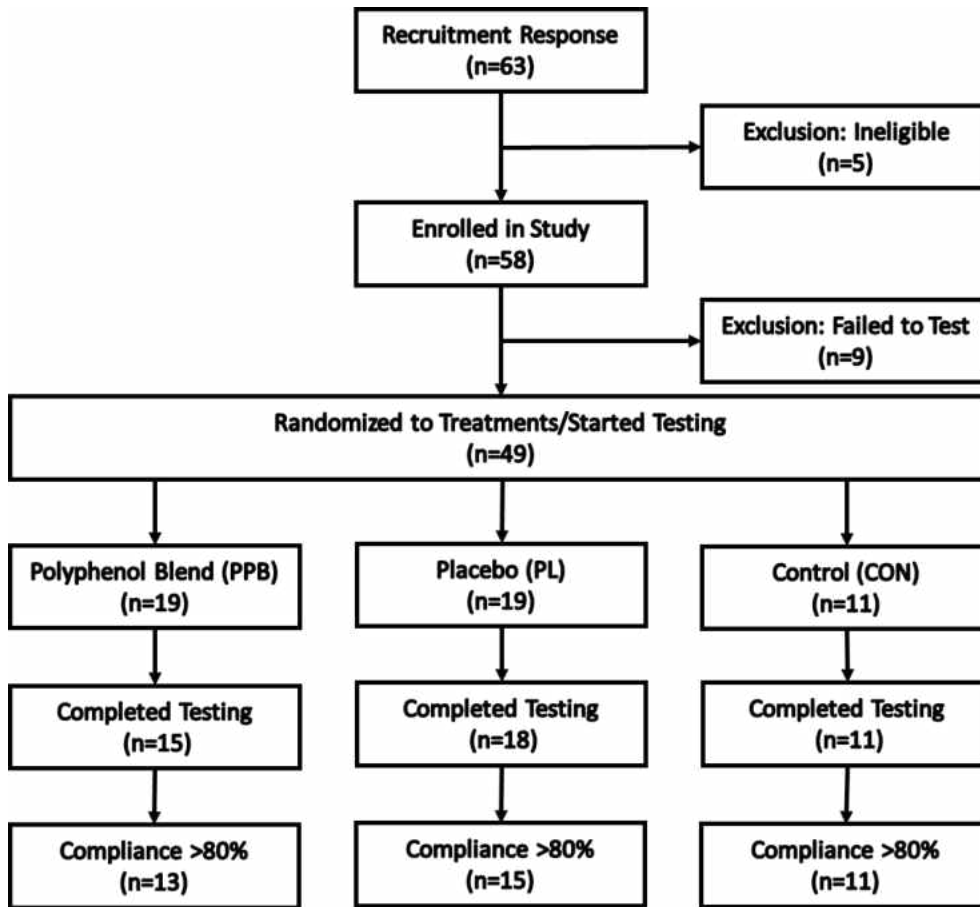 Recruitment Response
(n=63)
Exclusion: Ineligible
(n=5)
Enrolled in Study
(n=58)
Exclusion: Failed to Test
(n=9)
Randomized to Treatments/Started Testing
(n=49)
Polyphenol Blend (PPB)
(n=19)
Placebo (PL)
(n=19)
Control (CON)
(n=11)
Completed Testing
(n=15)
Completed Testing
(n=18)
Completed Testing
(n=11)
Compliance >80%
(n=13)
Compliance >80%
(n=15)
Compliance >80%
(n=11)